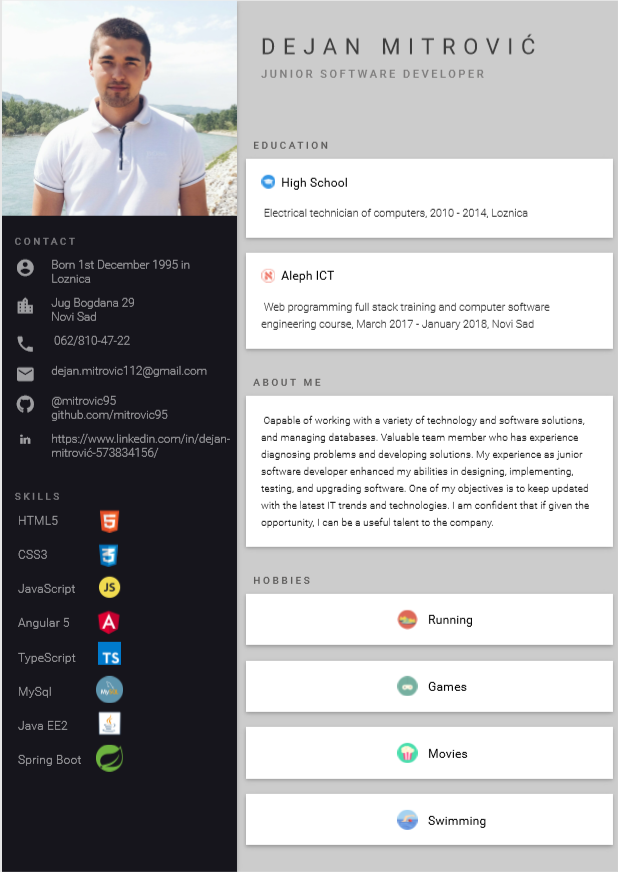 DEJAN MITROVIĆ
JUNIOR SOFTWARE DEVELOPER
CONTACT
Born 1st December 1995 in
Loznica
Jug Bogdana 29
Novi Sad
062/810-47-22
dejan.mitrovic112@gmail.com
@mitrovic95
github.com/mitrovic95
in
https://www.linkedin.com/in/dejan-
mitrović-573834156/
SKILLS
HTML5
5
CSS3
3
JavaScript JS
Angular 5 A
TypeScript TS
MySql MySQL
Java EE2
Spring Boot
EDUCATION
High School
Electrical technician of computers, 2010 - 2014, Loznica
Aleph ICT
Web programming full stack training and computer software
engineering course, March 2017 - January 2018, Novi Sad
ABOUT ME
Capable of working with a variety of technology and software solutions,
and managing databases. Valuable team member who has experience
diagnosing problems and developing solutions. My experience as junior
software developer enhanced my abilities in designing, implementing,
testing, and upgrading software. One of my objectives is to keep updated
with the latest IT trends and technologies. I am confident that if given the
opportunity, I can be a useful talent to the company.
HOBBIES
Running
Games
Movies
Swimming